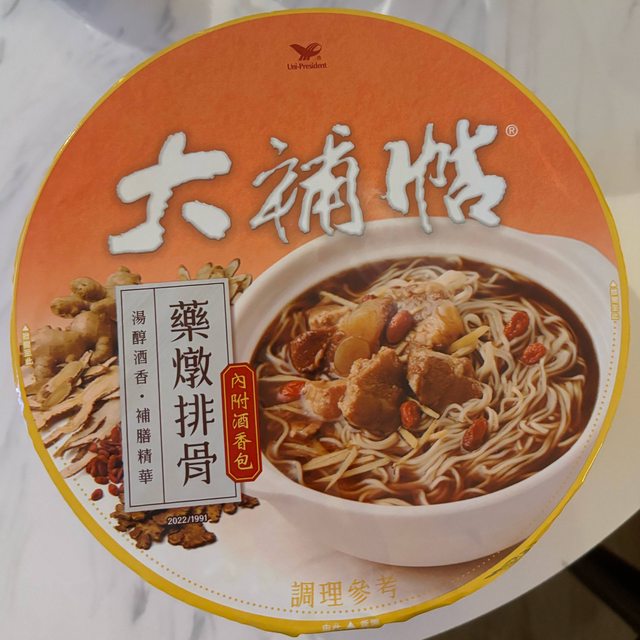 Uni-President
®
大補帖®
藥燉排骨
湯醇酒香・補膳精華
內附酒香包
2022/1991
調理參考